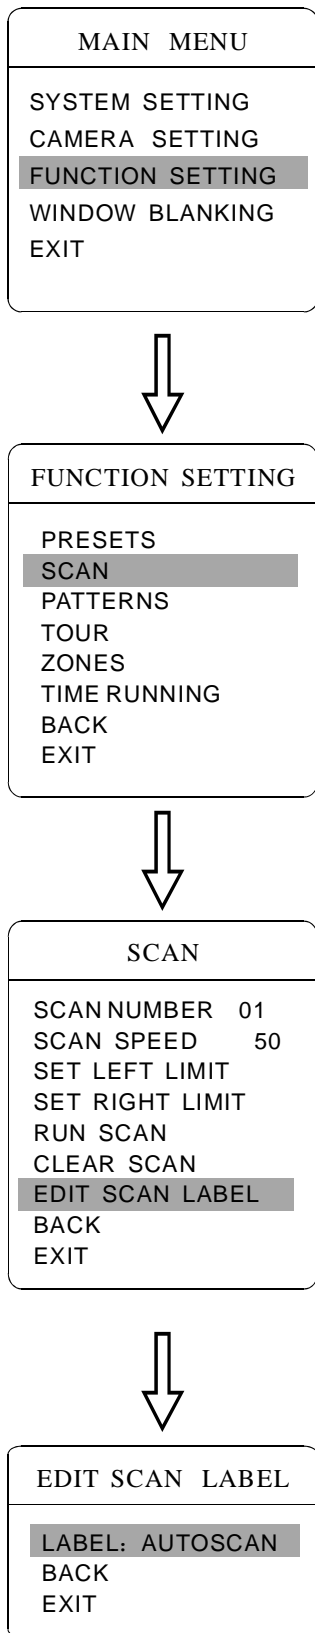 MAIN MENU
SYSTEM SETTING
CAMERA SETTING
FUNCTION SETTING
WINDOW BLANKING
EXIT
FUNCTION SETTING
PRESETS
SCAN
PATTERNS
TOUR
ZONES
TIME RUNNING
BACK
EXIT
SCAN
SCAN NUMBER 01
SCAN SPEED 50
SET LEFT LIMIT
SET RIGHT LIMIT
RUN SCAN
CLEAR SCAN
EDIT SCAN LABEL
BACK
EXIT
EDIT SCAN LABEL
LABEL: AUTOSCAN
BACK
EXIT